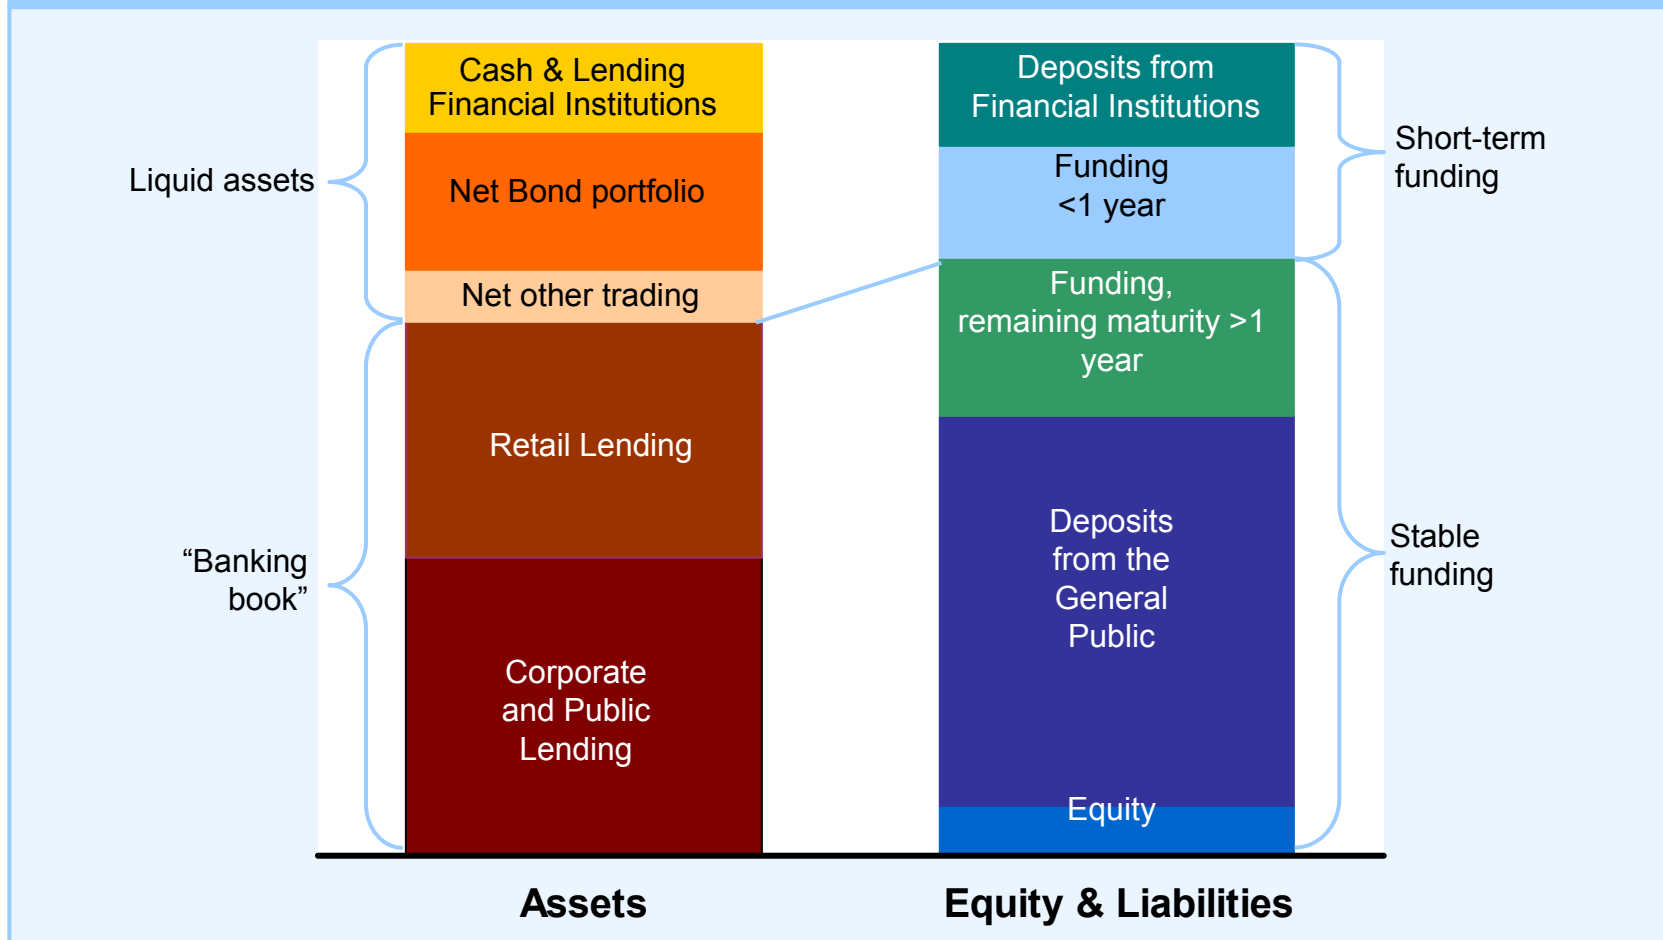 Liquid assets
“Banking
book”
Cash & Lending
Financial Institutions
Net Bond portfolio
Net other trading
Retail Lending
Corporate
and Public
Lending
Deposits from
Financial Institutions
Funding
<1 year
Funding,
remaining maturity >1
year
Deposits
from the
General
Public
Equity
Short-term
funding
Stable
funding
Assets
Equity & Liabilities